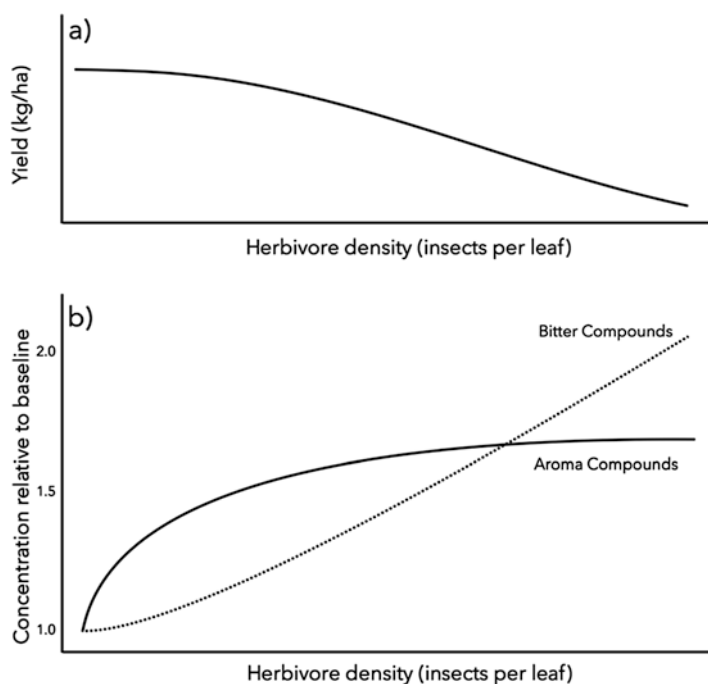 a)
Yield (kg/ha)
Herbivore density (insects per leaf)
b)
Concentration relative to baseline
2.0
1.5
1.0
Bitter Compounds
Aroma Compounds
Herbivore density (insects per leaf)